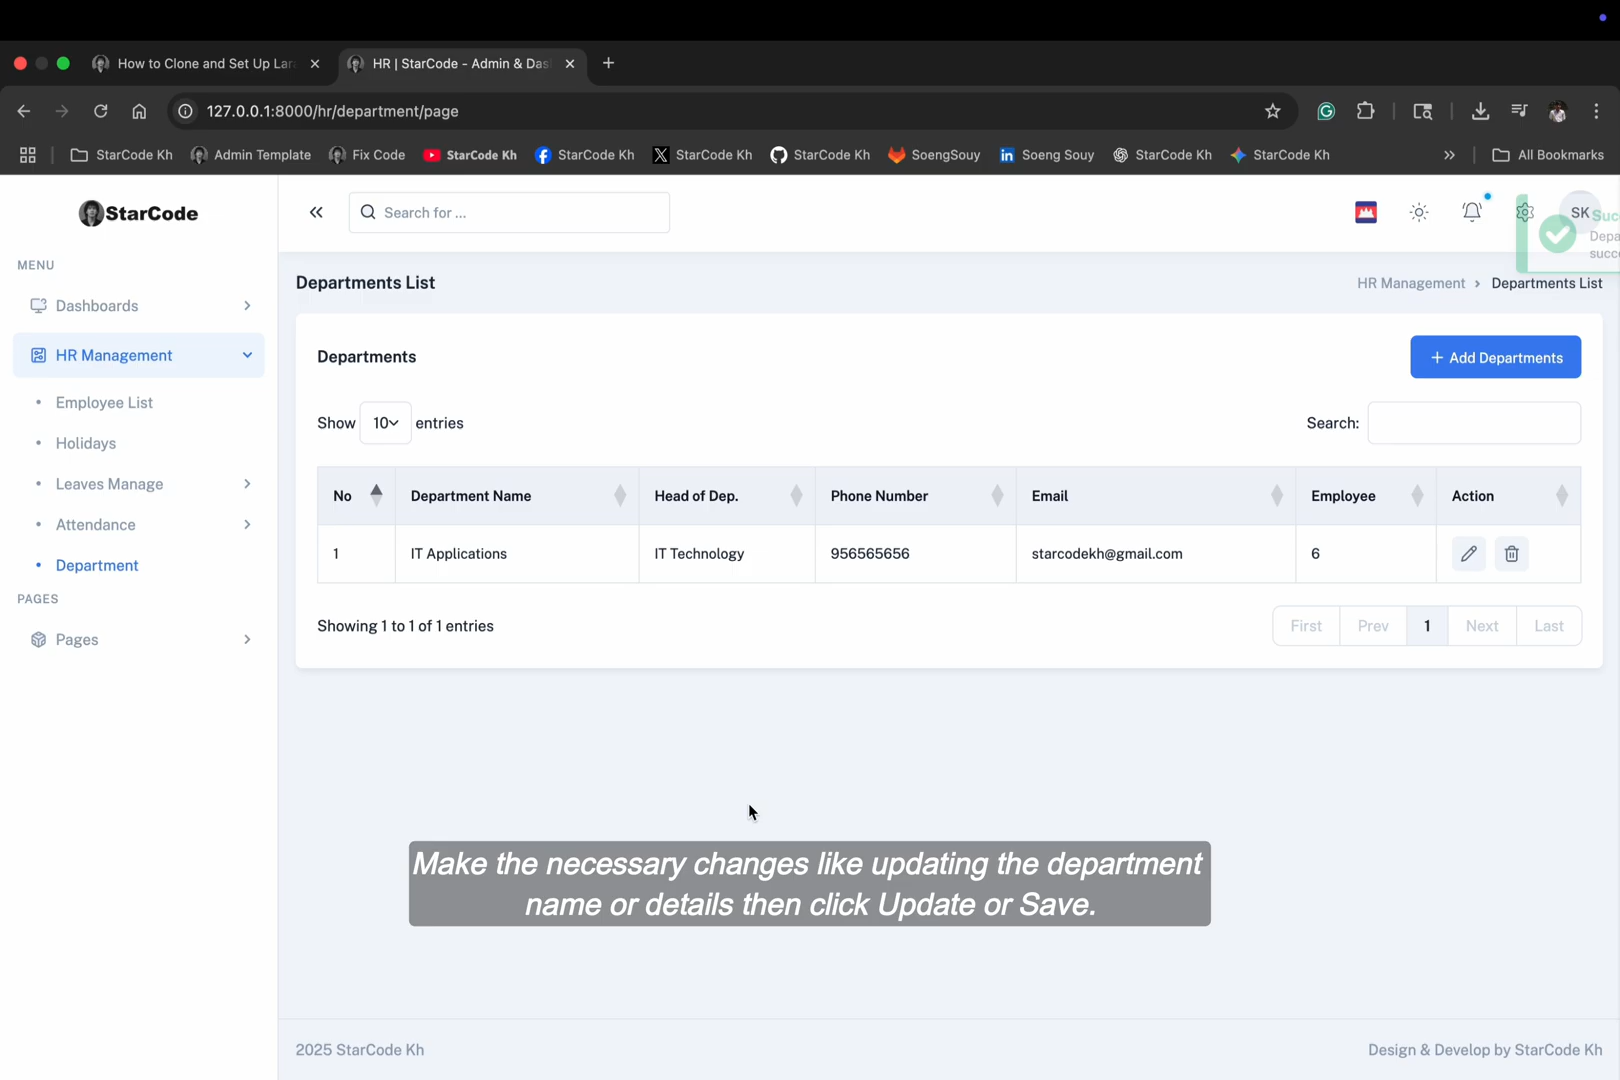 How to Clone and Set Up Lar
HR | StarCode - Admin & Das
127.0.0.1:8000/hr/department/page
StarCode Kh
Admin Template
Fix Code
StarCode Kh
StarCode Kh
StarCode Kh
StarCode Kh
SoengSouy
Soeng Souy
StarCode Kh
StarCode Kh
All Bookmarks
StarCode
Search for ...
SK
Succ
Depa
succe
MENU
Dashboards
HR Management
Employee List
Holidays
Leaves Manage
Attendance
Department
PAGES
Pages
Departments List
HR Management
Departments List
Departments
+ Add Departments
Show 10 entries
Search:
No Department Name Head of Dep. Phone Number Email Employee Action
1 IT Applications IT Technology 956565656 starcodekh@gmail.com 6
Showing 1 to 1 of 1 entries
First Prev 1 Next Last
Make the necessary changes like updating the department
name or details then click Update or Save.
2025 StarCode Kh
Design & Develop by StarCode Kh